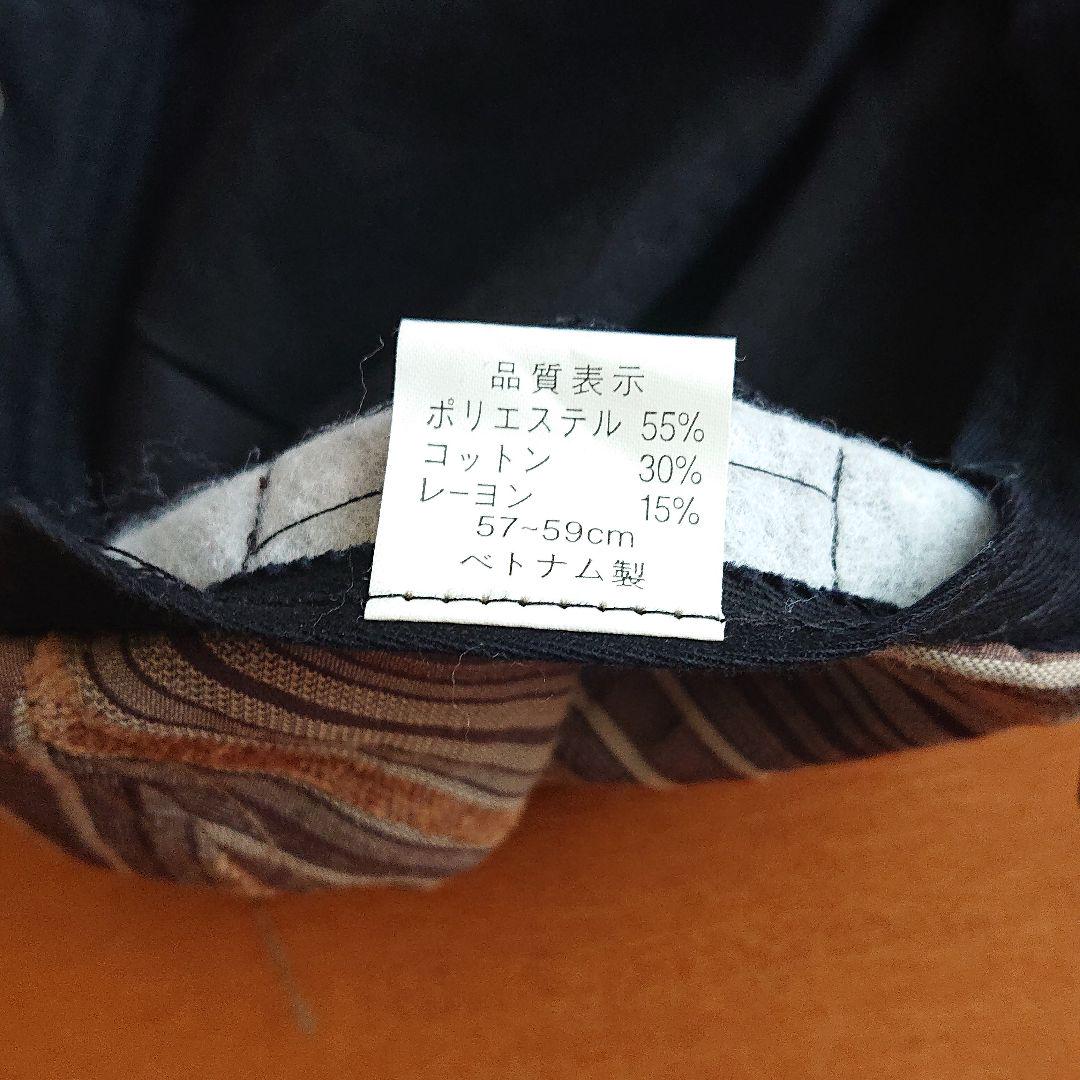 品質表示
ポリエステル 55%
コットン 30%
レーヨン 15%
57~59cm
ベトナム製